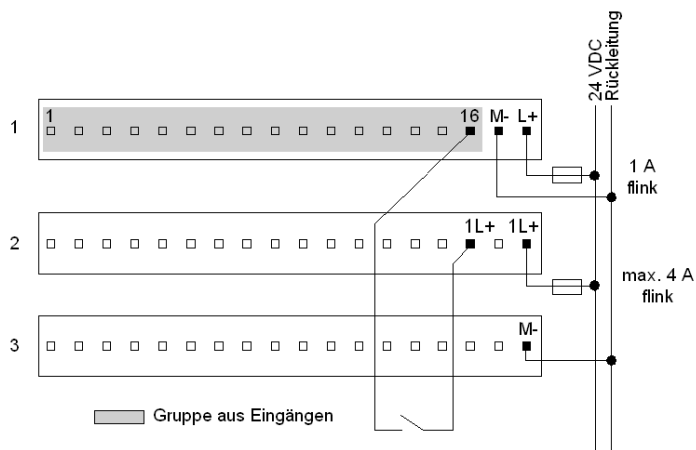 24 VDC
Rückleitung
1
16 M- L+
1
1 A
flink
1L+ 1L+
2
max. 4 A
flink
M-
3
Gruppe aus Eingängen